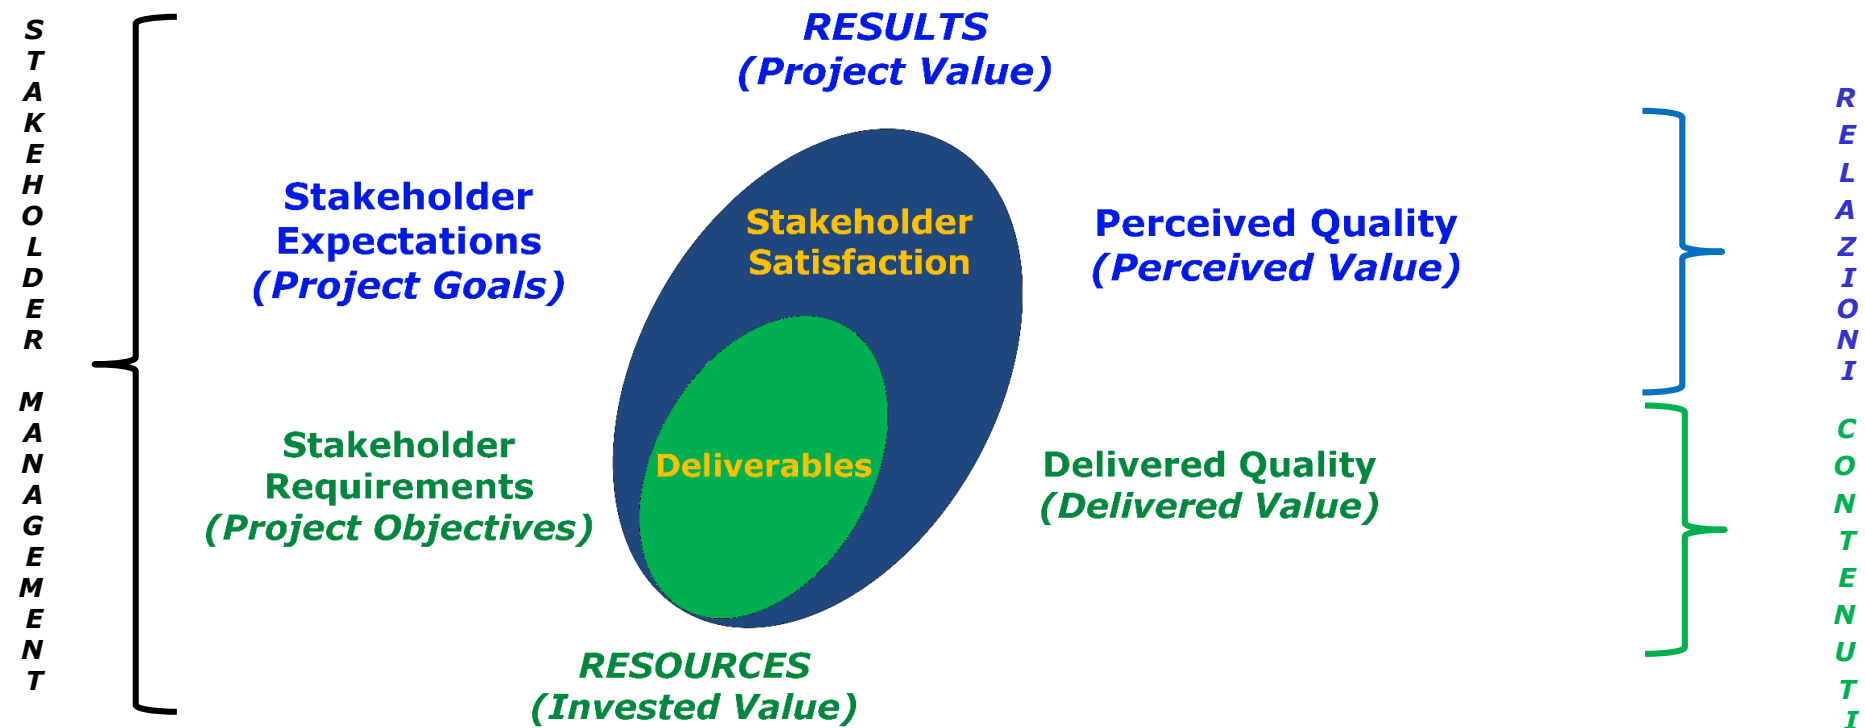 STAKEHOLDER MANAGEMENT
RESULTS
(Project Value)
Stakeholder
Expectations
(Project Goals)
Stakeholder
Satisfaction
Perceived Quality
(Perceived Value)
RELAZIONI
Stakeholder
Requirements
(Project Objectives)
Deliverables
Delivered Quality
(Delivered Value)
CONTENUTI
RESOURCES
(Invested Value)